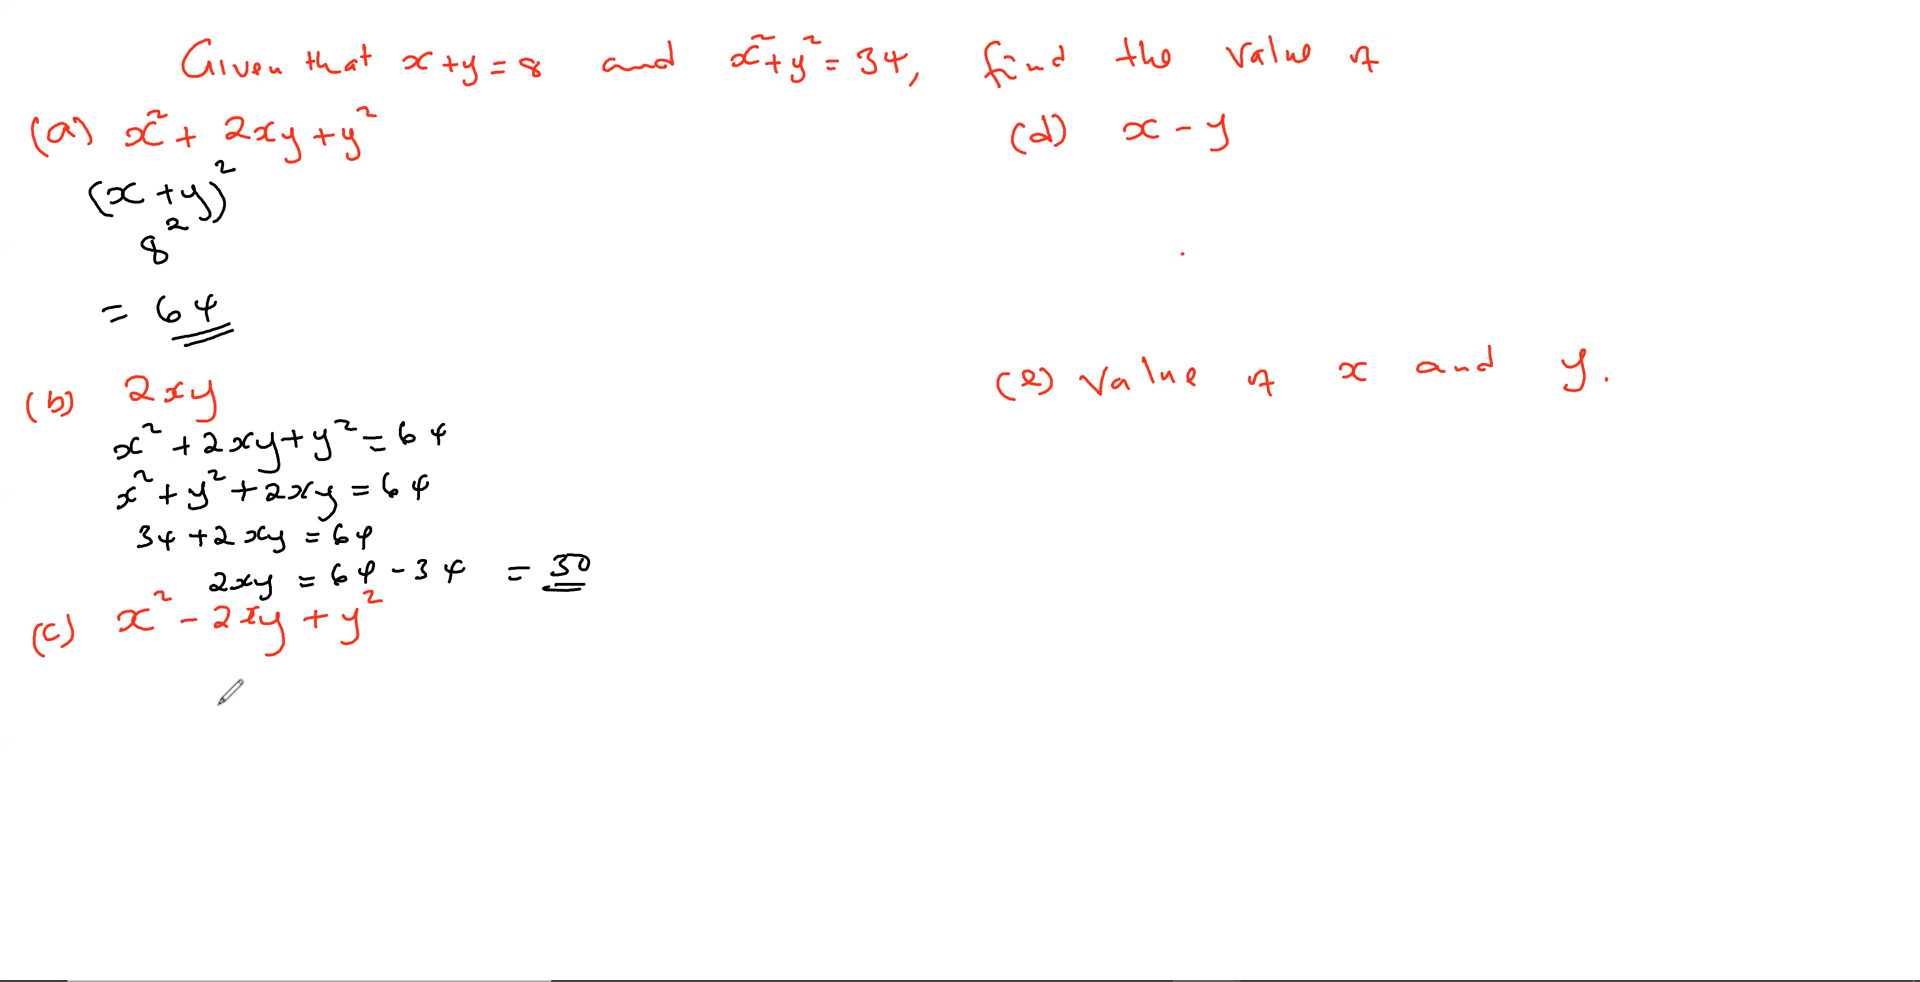 Given that x+y=8 and x²+y²=34, find the value of
(a) x²+2xy+y²
(x+y)²
8²
= 64
(b) 2xy
x²+2xy+y²=64
x²+y²+2xy=64
34+2xy=64
2xy=64-34 = 30
(c) x²-2xy+y²
(d) x-y
(e) Value of x and y.